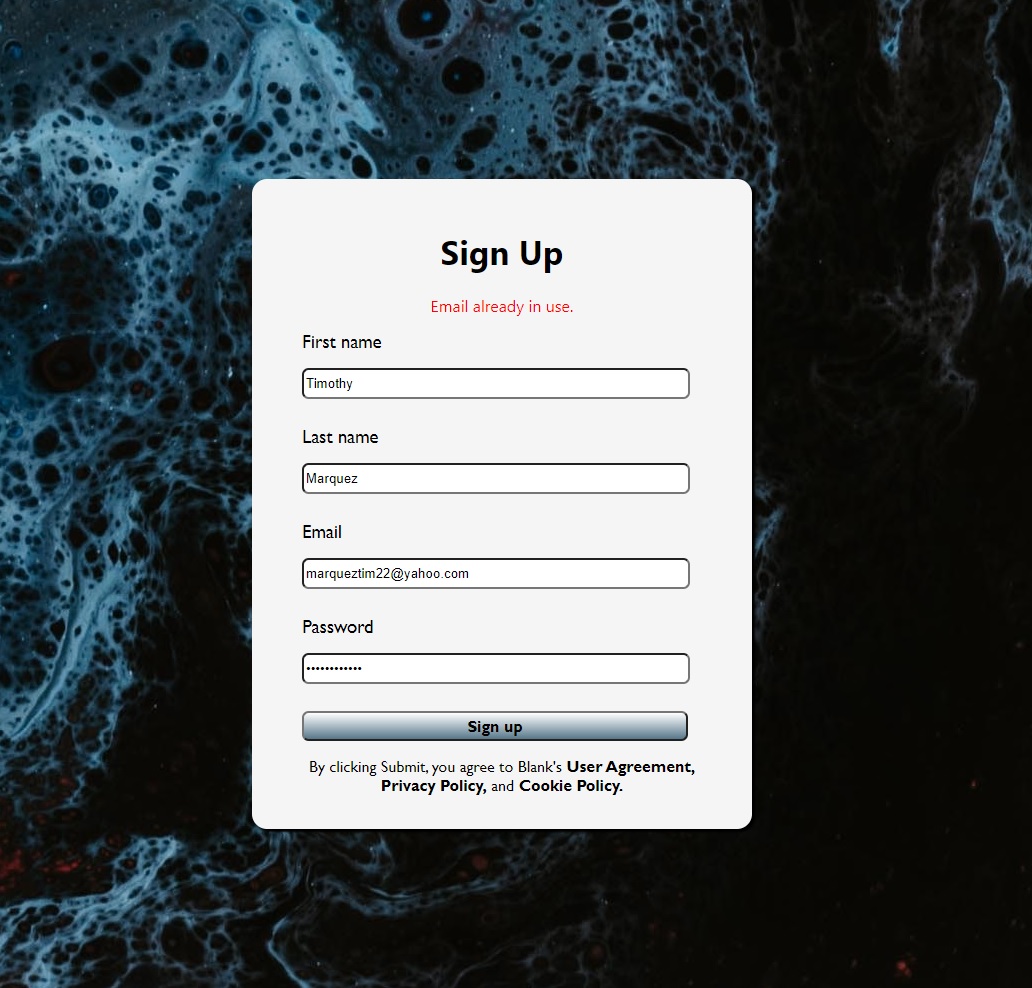 Sign Up
Email already in use.
First name
Timothy
Last name
Marquez
Email
marqueztim22@yahoo.com
Password
••••••••••••
Sign up
By clicking Submit, you agree to Blank's User Agreement,
Privacy Policy, and Cookie Policy.